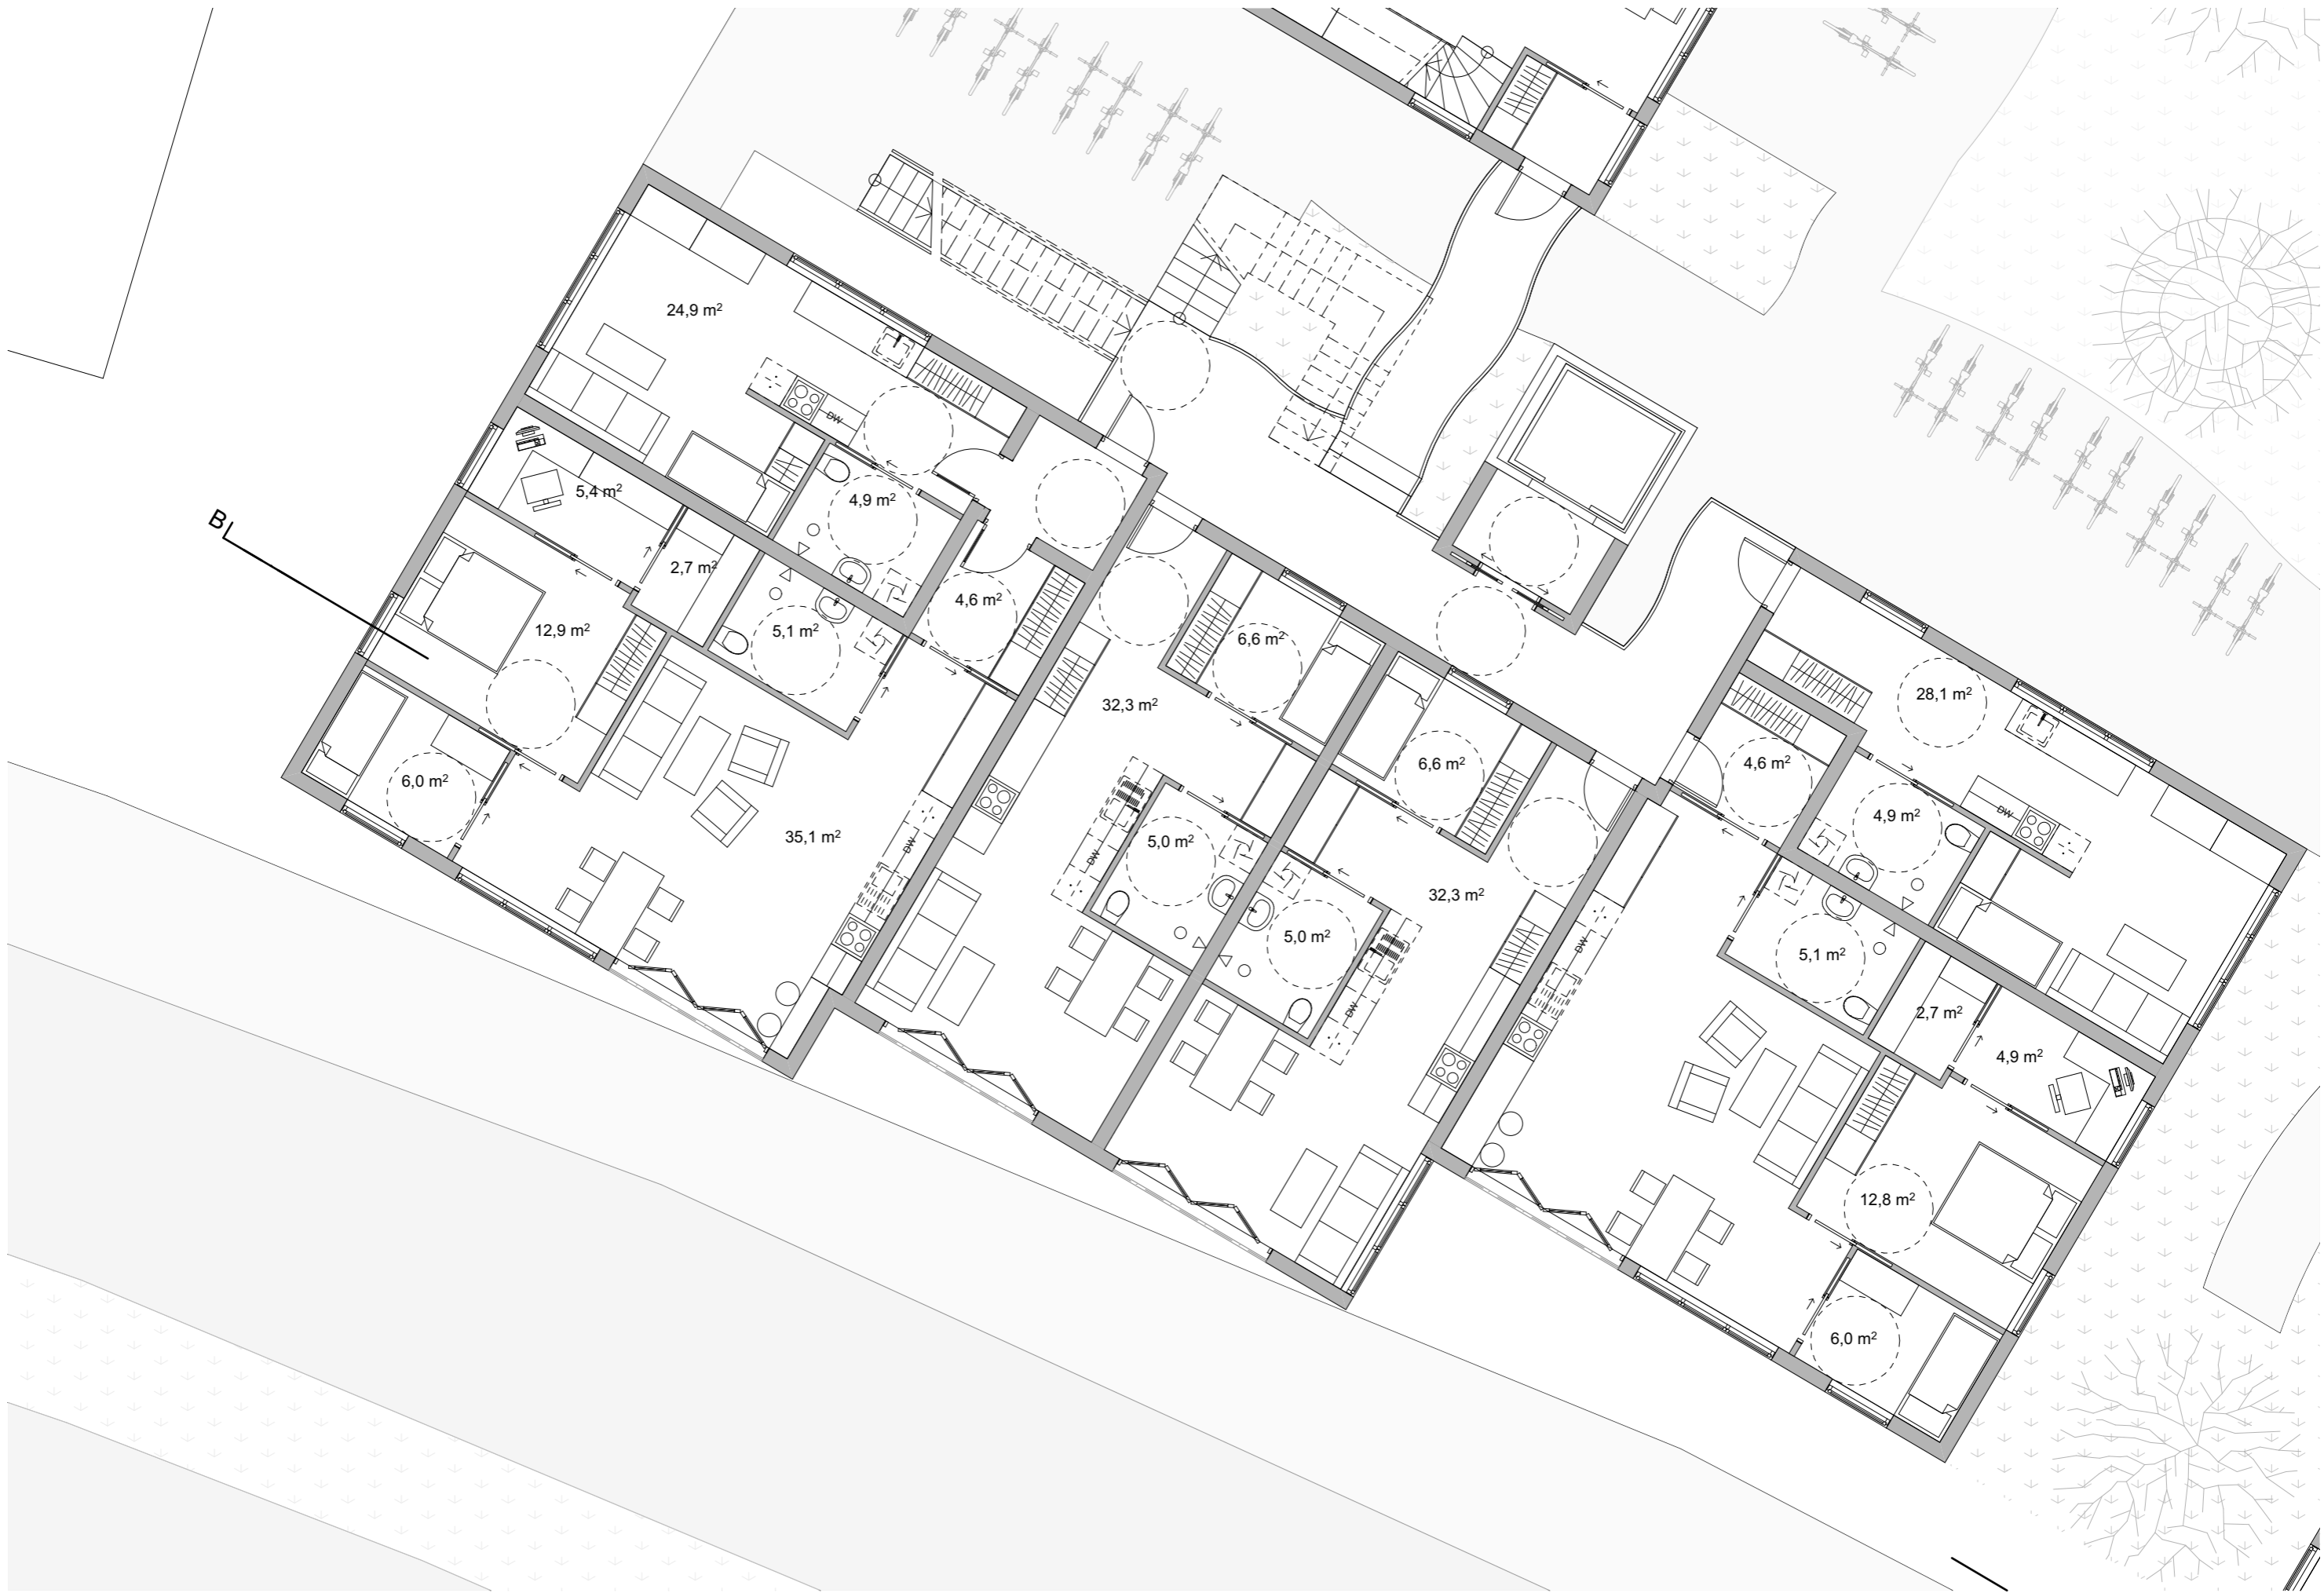 24,9 m²
DW
5,4 m²
4,9 m²
B
2,7 m²
4,6 m²
12,9 m²
5,1 m²
6,6 m²
28,1 m²
32,3 m²
6,0 m²
6,6 m²
4,6 m²
35,1 m²
DW
5,0 m²
DW
4,9 m²
DW
32,3 m²
5,0 m²
DW
DW
5,1 m²
2,7 m²
4,9 m²
12,8 m²
6,0 m²